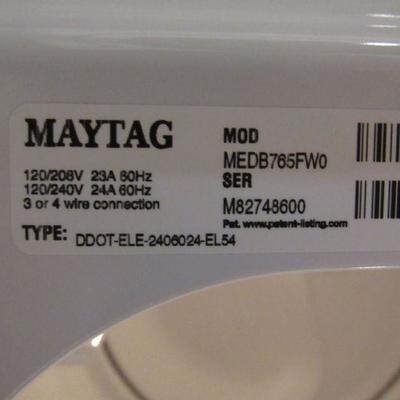 MAYTAG
120/208V 23A 60Hz
120/240V 24A 60Hz
3 or 4 wire connection
TYPE: DDOT-ELE-2406024-EL54
MOD
MEDB765FW0
SER
M82748600
Pat. www.patent-listing.com